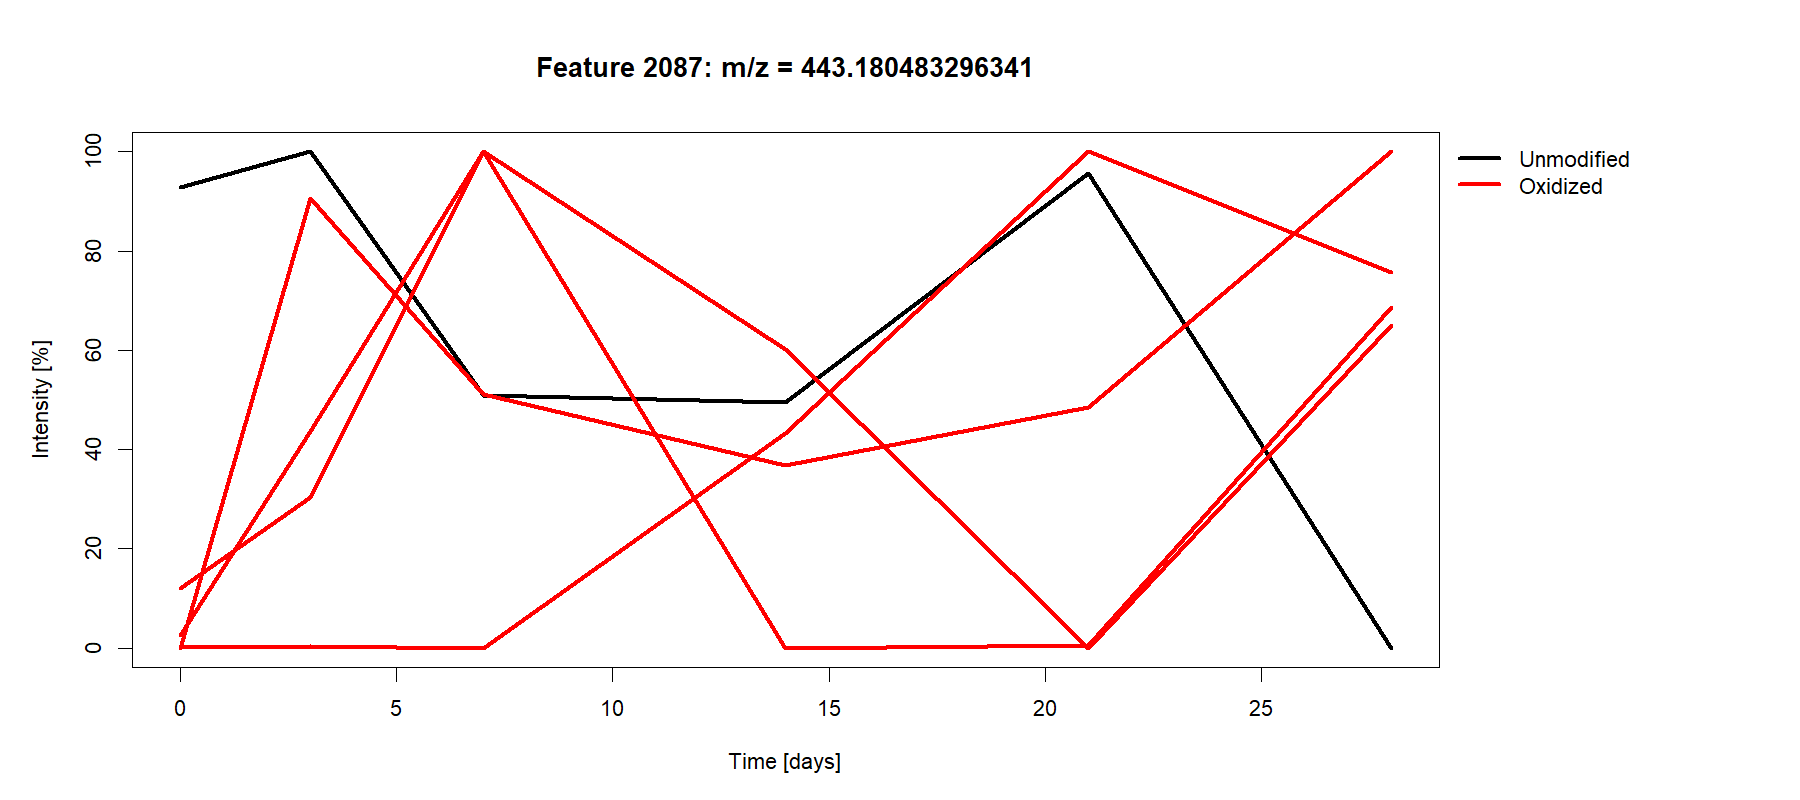 Feature 2087: m/z = 443.180483296341
Unmodified
Oxidized
Intensity [%]
100
80
60
40
20
0
0 5 10 15 20 25
Time [days]